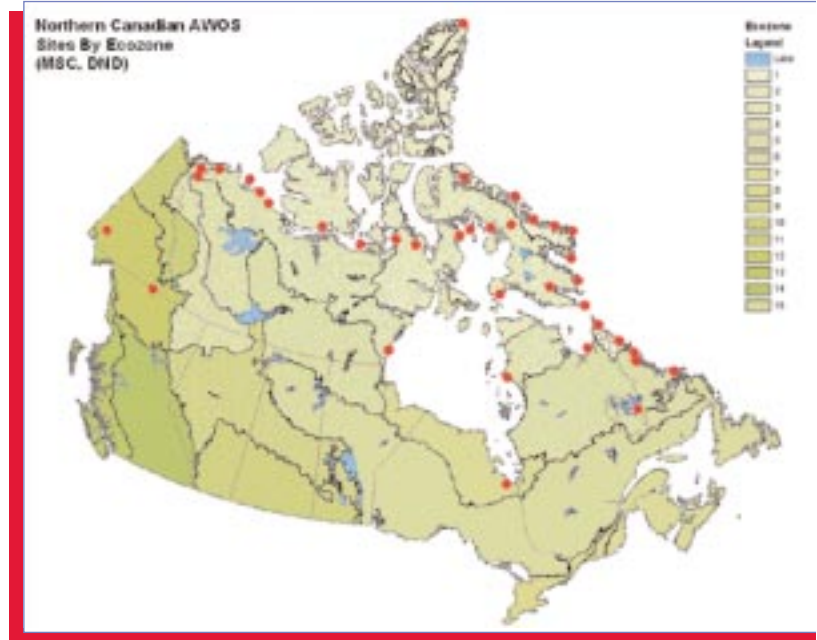 Northern Canadian AWOS
Sites By Ecozone
(MSC, DND)
Ecozone
Legend
Lake
1
2
3
4
5
6
7
8
9
10
11
12
13
14
15